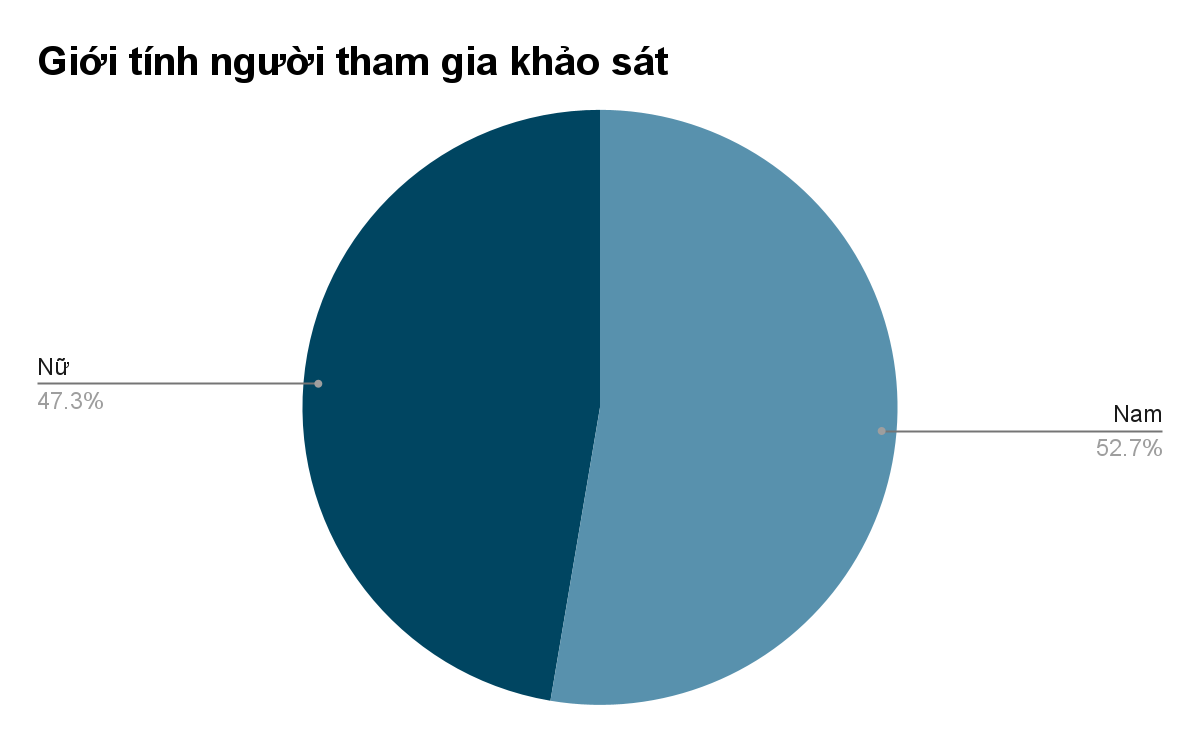 Giới tính người tham gia khảo sát
Nữ
47.3%
Nam
52.7%